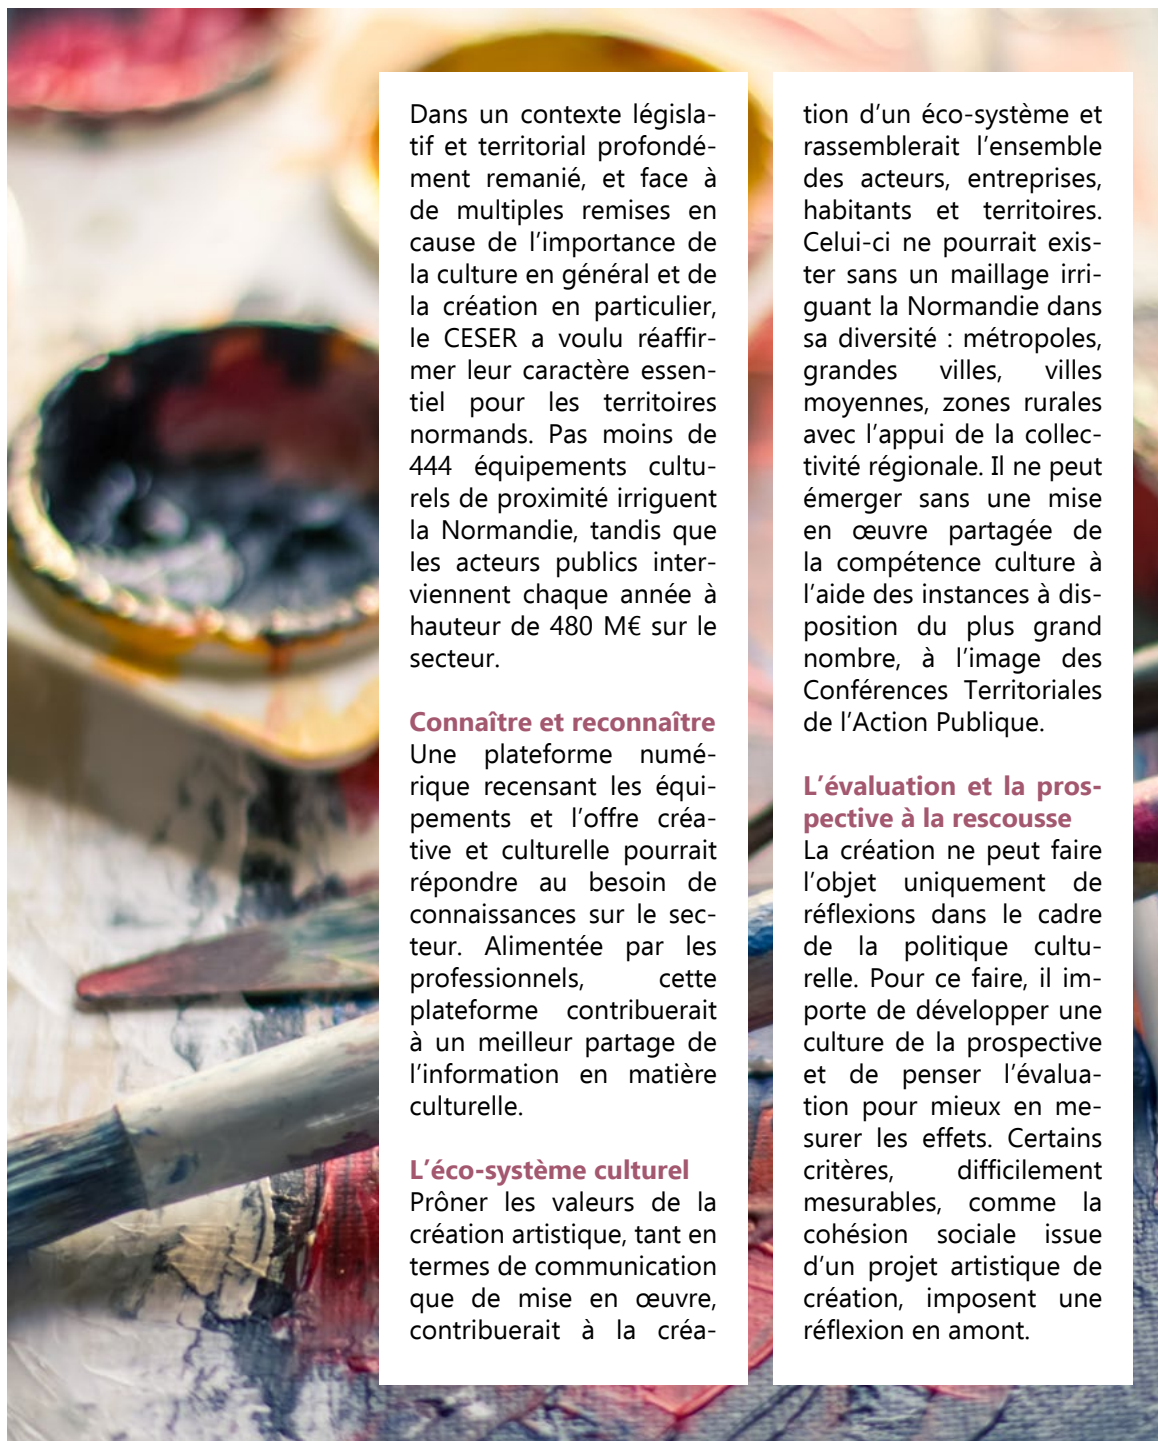 Dans un contexte législa-
tif et territorial profondé-
ment remanié, et face à
de multiples remises en
cause de l’importance de
la culture en général et de
la création en particulier,
le CESER a voulu réaffir-
mer leur caractère essen-
tiel pour les territoires
normands. Pas moins de
444 équipements cultu-
rels de proximité irriguent
la Normandie, tandis que
les acteurs publics inter-
viennent chaque année à
hauteur de 480 M€ sur le
secteur.
Connaître et reconnaître
Une plateforme numé-
rique recensant les équi-
pements et l’offre créa-
tive et culturelle pourrait
répondre au besoin de
connaissances sur le sec-
teur. Alimentée par les
professionnels, cette
plateforme contribuerait
à un meilleur partage de
l’information en matière
culturelle.
L’éco-système culturel
Prôner les valeurs de la
création artistique, tant en
termes de communication
que de mise en œuvre,
contribuerait à la créa-
tion d’un éco-système et
rassemblerait l’ensemble
des acteurs, entreprises,
habitants et territoires.
Celui-ci ne pourrait exis-
ter sans un maillage irri-
guant la Normandie dans
sa diversité : métropoles,
grandes villes, villes
moyennes, zones rurales
avec l’appui de la collec-
tivité régionale. Il ne peut
émerger sans une mise
en œuvre partagée de
la compétence culture à
l’aide des instances à dis-
position du plus grand
nombre, à l’image des
Conférences Territoriales
de l’Action Publique.
L’évaluation et la pros-
pective à la rescousse
La création ne peut faire
l’objet uniquement de
réflexions dans le cadre
de la politique cultu-
relle. Pour ce faire, il im-
porte de développer une
culture de la prospective
et de penser l’évalua-
tion pour mieux en me-
surer les effets. Certains
critères, difficilement
mesurables, comme la
cohésion sociale issue
d’un projet artistique de
création, imposent une
réflexion en amont.